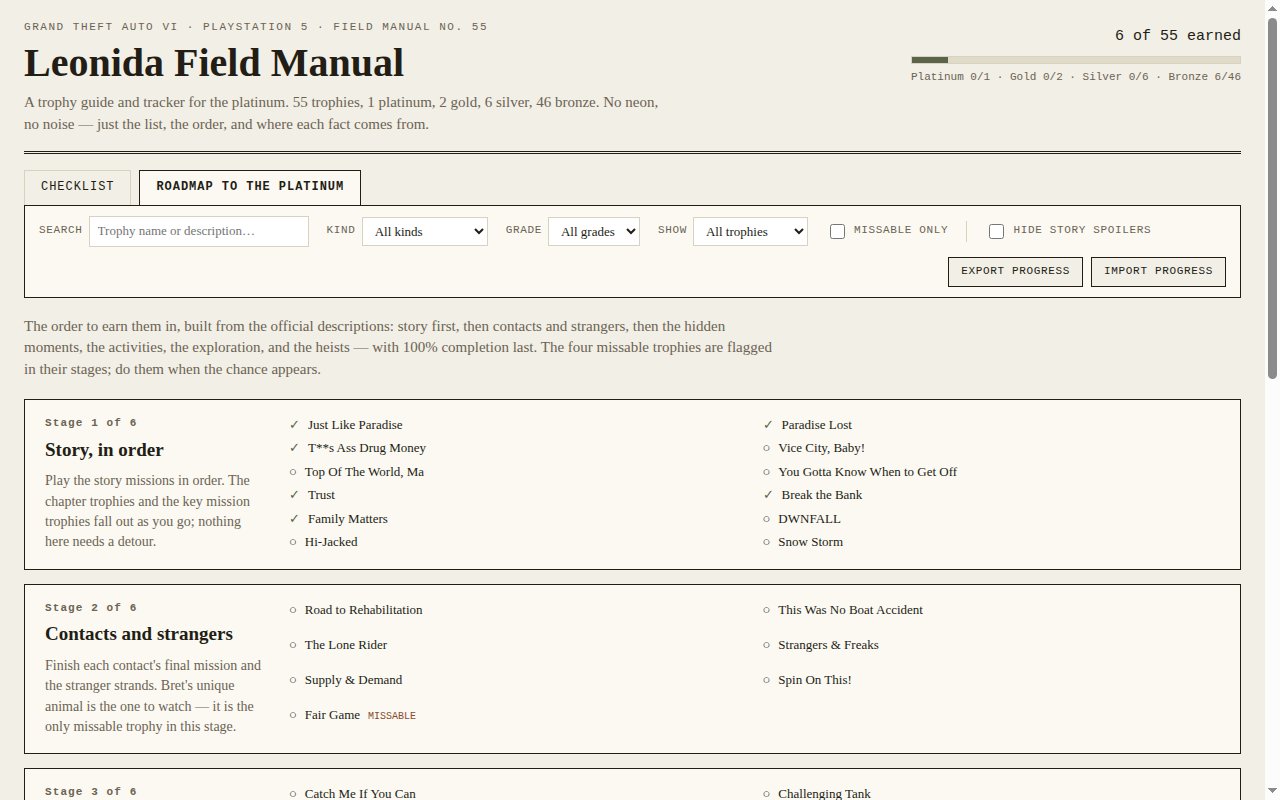 GRAND THEFT AUTO VI · PLAYSTATION 5 · FIELD MANUAL NO. 55
Leonida Field Manual
A trophy guide and tracker for the platinum. 55 trophies, 1 platinum, 2 gold, 6 silver, 46 bronze. No neon,
no noise — just the list, the order, and where each fact comes from.
6 of 55 earned
Platinum 0/1 · Gold 0/2 · Silver 0/6 · Bronze 6/46
CHECKLIST
ROADMAP TO THE PLATINUM
SEARCH Trophy name or description… KIND All kinds GRADE All grades SHOW All trophies MISSABLE ONLY HIDE STORY SPOILERS
EXPORT PROGRESS IMPORT PROGRESS
The order to earn them in, built from the official descriptions: story first, then contacts and strangers, then the hidden
moments, the activities, the exploration, and the heists — with 100% completion last. The four missable trophies are flagged
in their stages; do them when the chance appears.
Stage 1 of 6
Story, in order
Play the story missions in order. The
chapter trophies and the key mission
trophies fall out as you go; nothing
here needs a detour.
✓ Just Like Paradise
✓ Paradise Lost
✓ T**s Ass Drug Money
○ Vice City, Baby!
○ Top Of The World, Ma
○ You Gotta Know When to Get Off
✓ Trust
✓ Break the Bank
✓ Family Matters
○ DWNFALL
○ Hi-Jacked
○ Snow Storm
Stage 2 of 6
Contacts and strangers
Finish each contact's final mission and
the stranger strands. Bret's unique
animal is the one to watch — it is the
only missable trophy in this stage.
○ Road to Rehabilitation
○ This Was No Boat Accident
○ The Lone Rider
○ Strangers & Freaks
○ Supply & Demand
○ Spin On This!
○ Fair Game MISSABLE
Stage 3 of 6
○ Catch Me If You Can
○ Challenging Tank